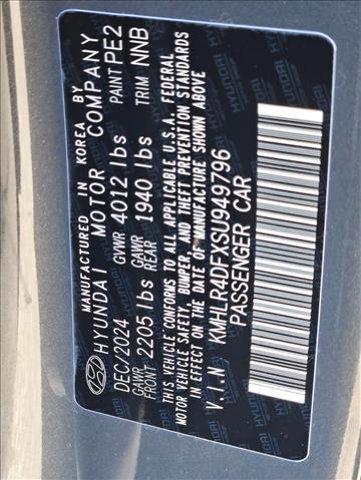 MANUFACTURED IN KOREA BY
HYUNDAI MOTOR COMPANY
DEC/2024 GVWR 4012 lbs PAINT PE2
GAWR FRONT 2205 lbs GAWR REAR 1940 lbs TRIM NNB
THIS VEHICLE CONFORMS TO ALL APPLICABLE U.S.A. FEDERAL
MOTOR VEHICLE SAFETY, BUMPER, AND THEFT PREVENTION STANDARDS
IN EFFECT ON THE DATE OF MANUFACTURE SHOWN ABOVE
V.I.N KMHLR4DFXSU949796
PASSENGER CAR